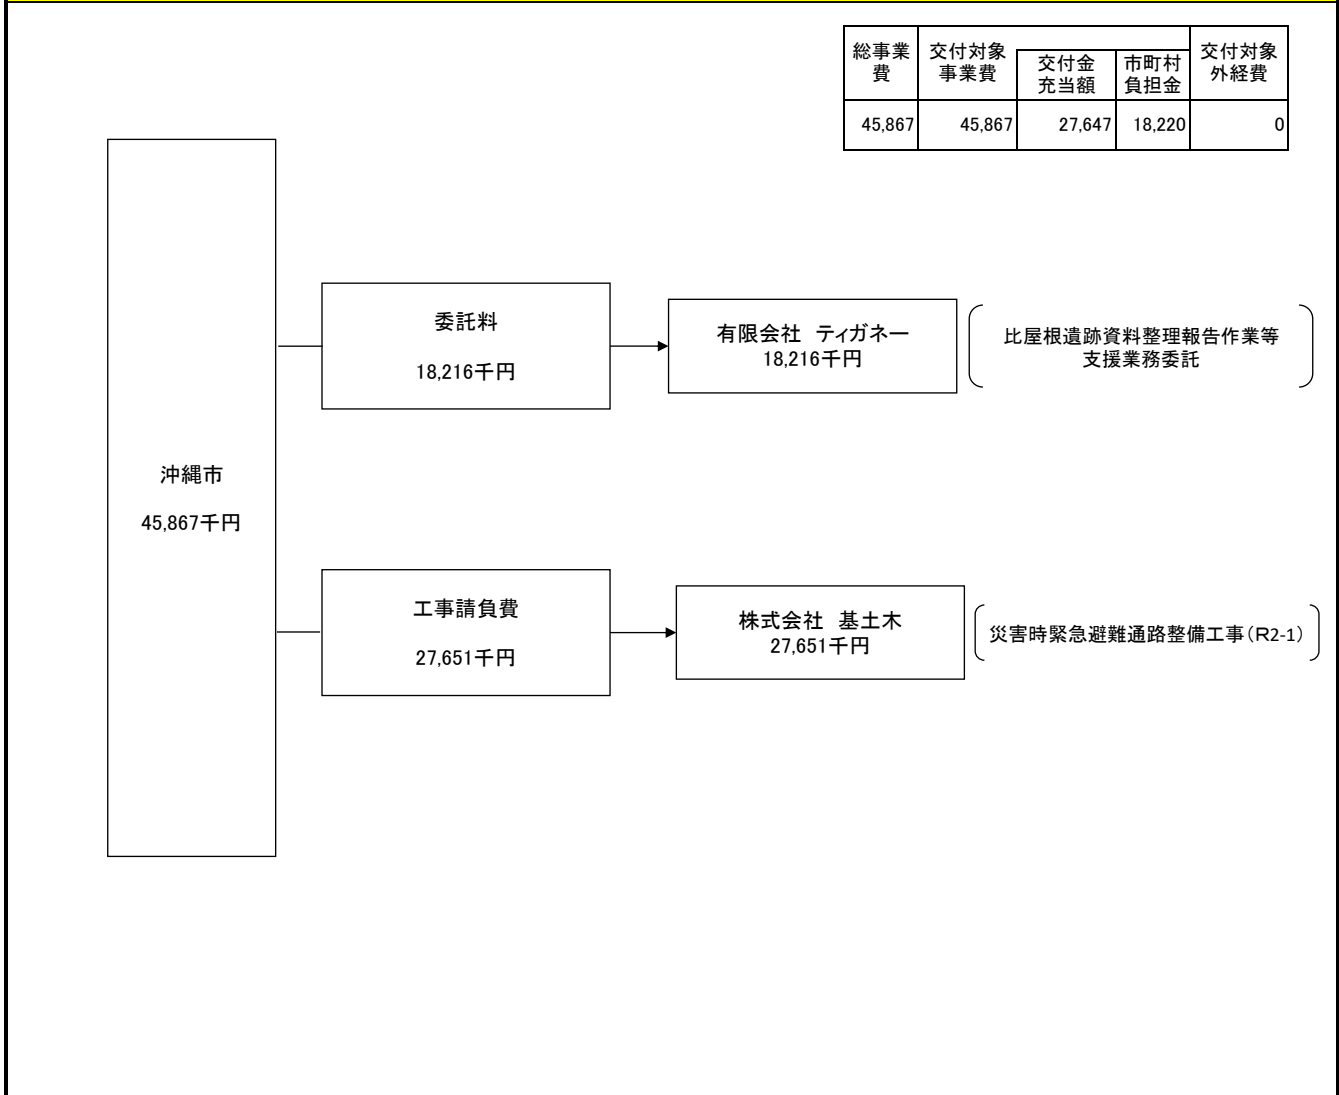 総事業費 交付対象事業費 交付金充当額 市町村負担金 交付対象外経費
45,867 45,867 27,647 18,220 0
沖縄市
45,867千円
委託料
18,216千円
有限会社　ティガネー
18,216千円
比屋根遺跡資料整理報告作業等
支援業務委託
工事請負費
27,651千円
株式会社　基土木
27,651千円
災害時緊急避難通路整備工事（R2-1）